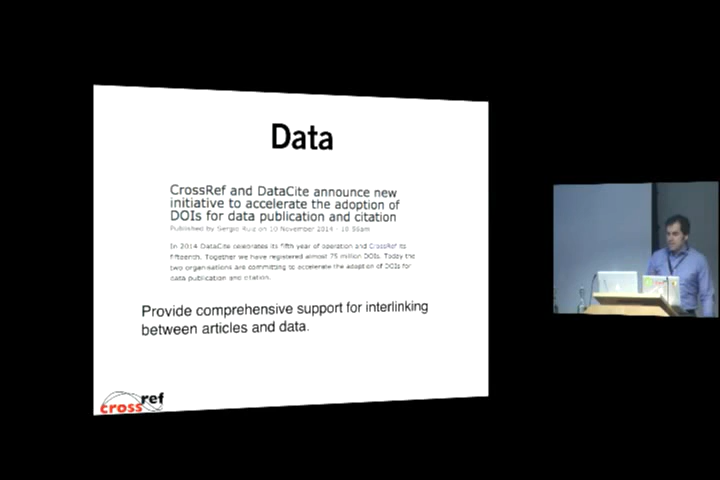 Data
CrossRef and DataCite announce new
initiative to accelerate the adoption of
DOIs for data publication and citation
Published by Sergio Ruiz on 10 November 2014 - 10:56am
In 2014 DataCite celebrates its fifth year of operation and CrossRef its
fifteenth. Together we have registered almost 75 million DOIs. Today the
two organisations are committing to accelerate the adoption of DOIs for
data publication and citation.
Provide comprehensive support for interlinking
between articles and data.
crossref